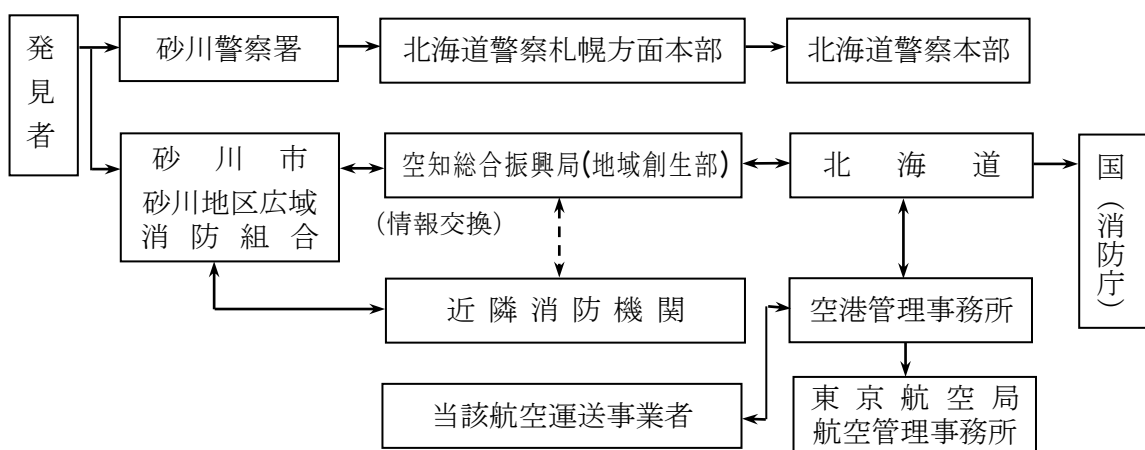 発見者
砂川警察署
北海道警察札幌方面本部
北海道警察本部
砂川市
砂川地区広域
消防組合
空知総合振興局(地域創生部)
北海道
国(消防庁)
(情報交換)
近隣消防機関
空港管理事務所
当該航空運送事業者
東京航空局
航空管理事務所